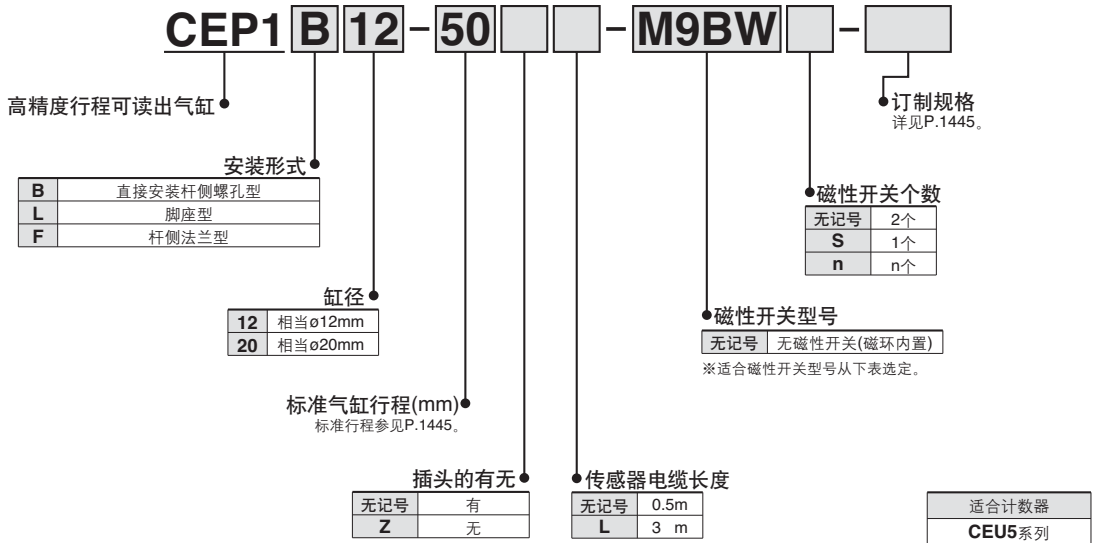 CEP1 B 12 - 50 - M9BW -
高精度行程可读出气缸
订制规格
详见P.1445。
安装形式
B 直接安装杆侧螺孔型
L 脚座型
F 杆侧法兰型
磁性开关个数
无记号 2个
S 1个
n n个
缸径
12 相当ø12mm
20 相当ø20mm
磁性开关型号
无记号 无磁性开关(磁环内置)
※适合磁性开关型号从下表选定。
标准气缸行程(mm)
标准行程参见P.1445。
插头的有无
无记号 有
Z 无
传感器电缆长度
无记号 0.5m
L 3 m
适合计数器
CEU5系列